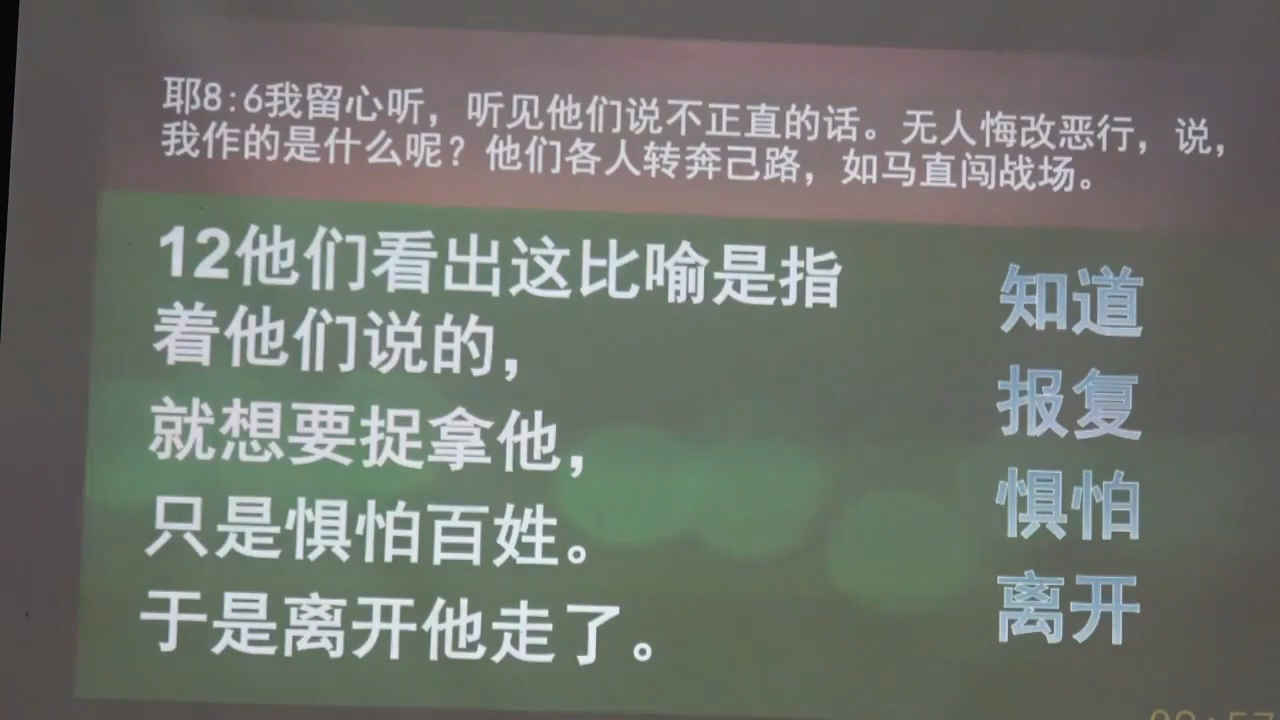 耶8:6我留心听，听见他们说不正直的话。无人悔改恶行，说，
我作的是什么呢？他们各人转奔己路，如马直闯战场。
12他们看出这比喻是指
着他们说的，
就想要捉拿他，
只是惧怕百姓。
于是离开他走了。
知道
报复
惧怕
离开